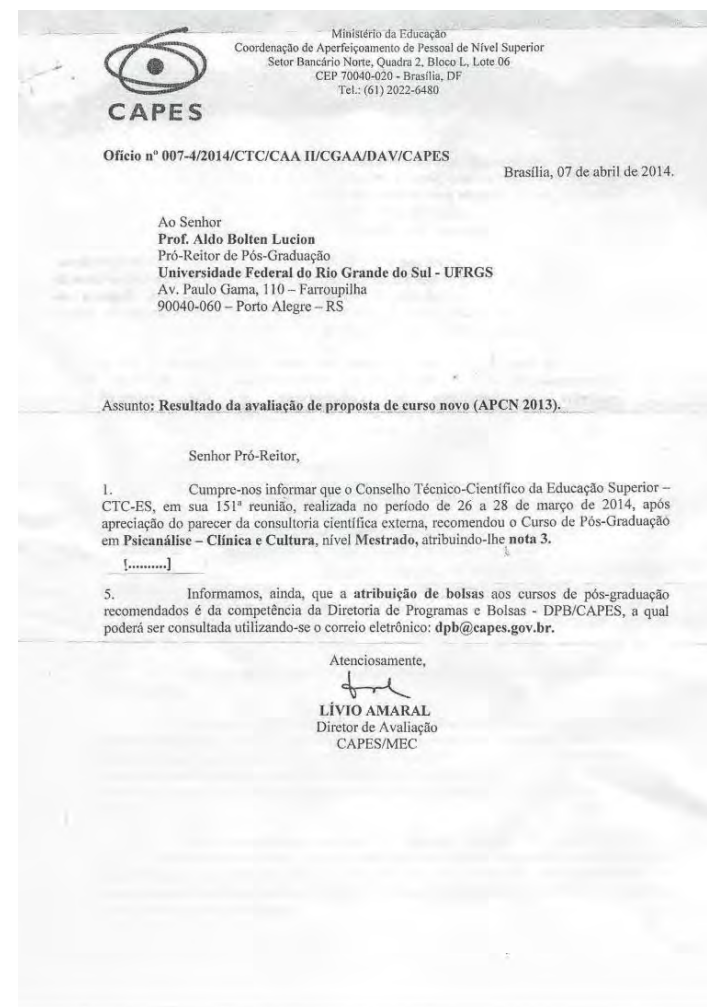 Ministério da Educação
Coordenação de Aperfeiçoamento de Pessoal de Nível Superior
Setor Bancário Norte, Quadra 2, Bloco L, Lote 06
CEP 70040-020 - Brasília, DF
Tel.: (61) 2022-6480
CAPES
Ofício nº 007-4/2014/CTC/CAA II/CGAA/DAV/CAPES
Brasília, 07 de abril de 2014.
Ao Senhor
Prof. Aldo Bolten Lucion
Pró-Reitor de Pós-Graduação
Universidade Federal do Rio Grande do Sul - UFRGS
Av. Paulo Gama, 110 – Farroupilha
90040-060 – Porto Alegre – RS
Assunto: Resultado da avaliação de proposta de curso novo (APCN 2013).
Senhor Pró-Reitor,
1. Cumpre-nos informar que o Conselho Técnico-Científico da Educação Superior –
CTC-ES, em sua 151ª reunião, realizada no período de 26 a 28 de março de 2014, após
apreciação do parecer da consultoria científica externa, recomendou o Curso de Pós-Graduação
em Psicanálise – Clínica e Cultura, nível Mestrado, atribuindo-lhe nota 3.
[..........]
5. Informamos, ainda, que a atribuição de bolsas aos cursos de pós-graduação
recomendados é da competência da Diretoria de Programas e Bolsas - DPB/CAPES, a qual
poderá ser consultada utilizando-se o correio eletrônico: dpb@capes.gov.br.
Atenciosamente,
LÍVIO AMARAL
Diretor de Avaliação
CAPES/MEC